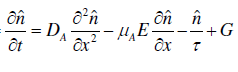 = ∂n̂/∂t = D_A ∂²n̂/∂x² − μ_A E ∂n̂/∂x − n̂/τ + G